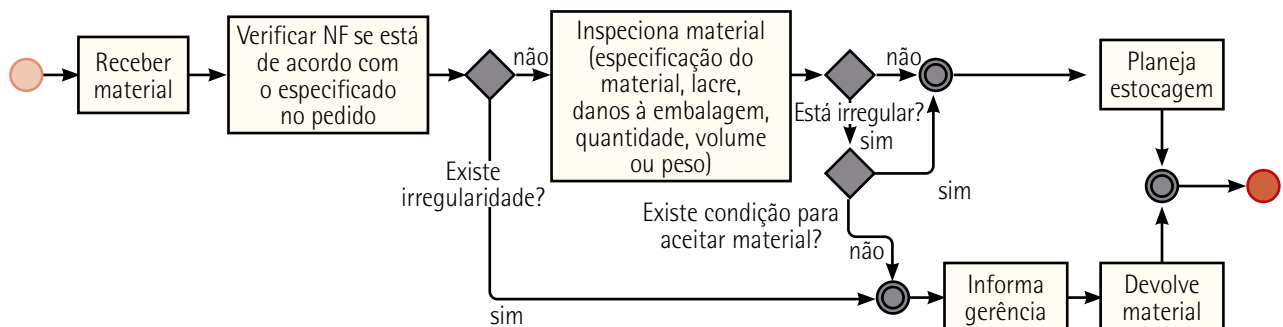 Receber
material
Verificar NF se está
de acordo com
o especificado
no pedido
Existe
irregularidade?
não
sim
Inspeciona material
(especificação do
material, lacre,
danos à embalagem,
quantidade, volume
ou peso)
não
Está irregular?
sim
sim
Existe condição para
aceitar material?
não
Planeja
estocagem
Informa
gerência
Devolve
material